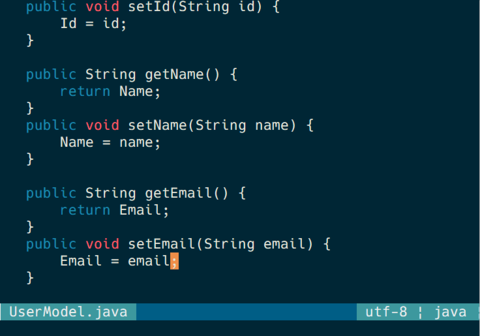 public void setId(String id) {
Id = id;
}
public String getName() {
return Name;
}
public void setName(String name) {
Name = name;
}
public String getEmail() {
return Email;
}
public void setEmail(String email) {
Email = email;
}
UserModel.java utf-8 ¦ java